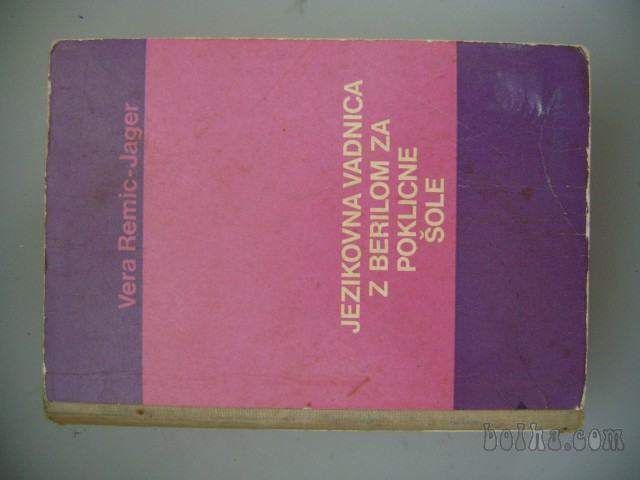 Vera Remic-Jager
JEZIKOVNA VADNICA
Z BERILOM ZA
POKLICNE
ŠOLE
bolha.com